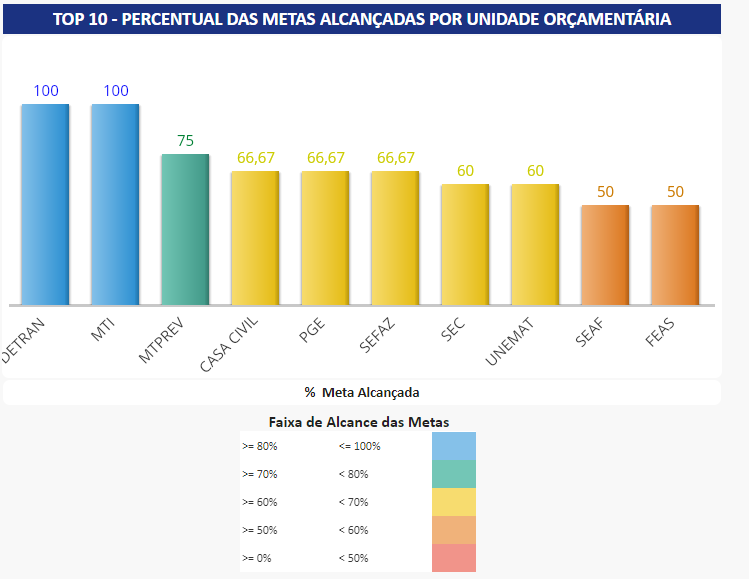 TOP 10 - PERCENTUAL DAS METAS ALCANÇADAS POR UNIDADE ORÇAMENTÁRIA
100 100 75 66,67 66,67 66,67 60 60 50 50
DETRAN MTI MTPREV CASA CIVIL PGE SEFAZ SEC UNEMAT SEAF FEAS
% Meta Alcançada
Faixa de Alcance das Metas
>= 80% <= 100%
>= 70% < 80%
>= 60% < 70%
>= 50% < 60%
>= 0% < 50%